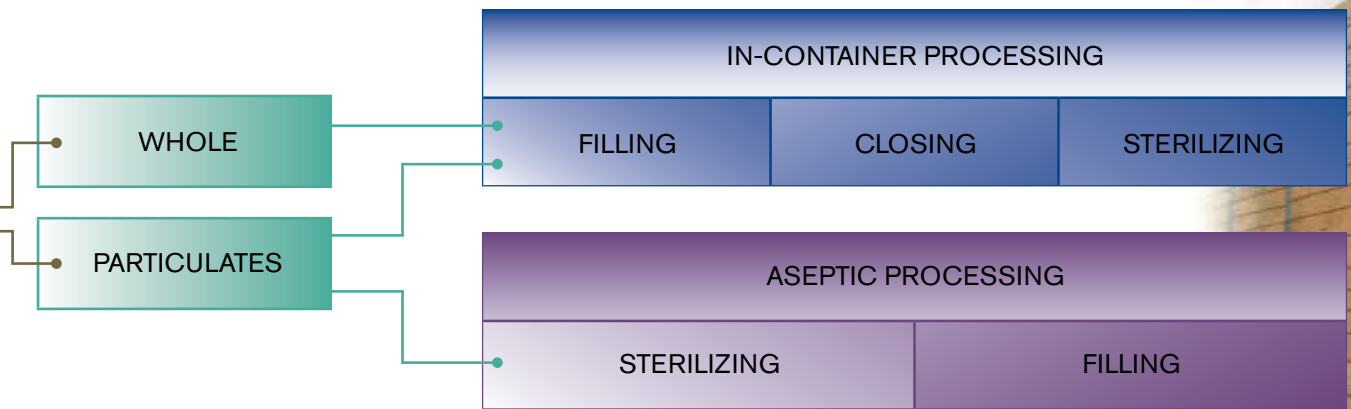 IN-CONTAINER PROCESSING
WHOLE
FILLING
CLOSING
STERILIZING
PARTICULATES
ASEPTIC PROCESSING
STERILIZING
FILLING